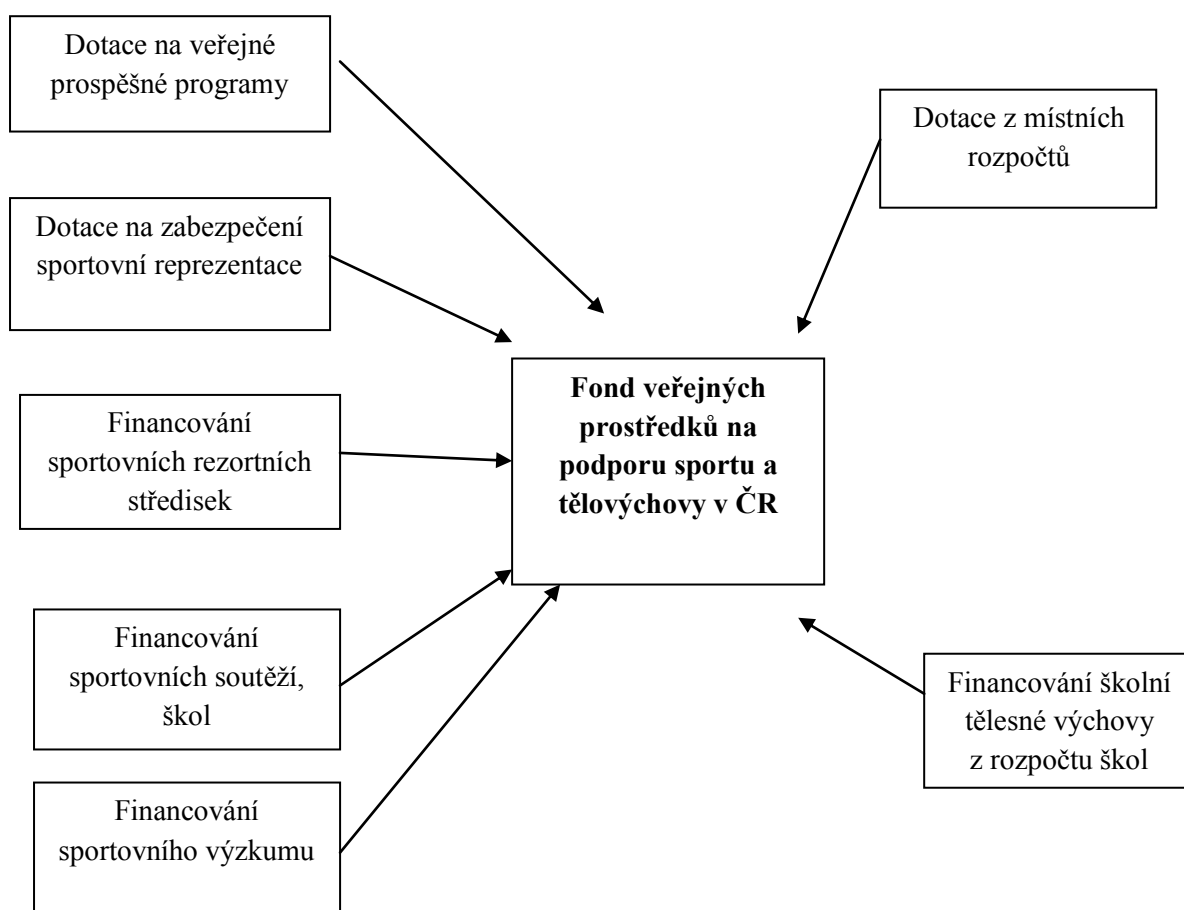 Dotace na veřejné
prospěšné programy
Dotace z místních
rozpočtů
Dotace na zabezpečení
sportovní reprezentace
Fond veřejných
prostředků na
podporu sportu a
tělovýchovy v ČR
Financování
sportovních rezortních
středisek
Financování
sportovních soutěží,
škol
Financování školní
tělesné výchovy
z rozpočtu škol
Financování
sportovního výzkumu